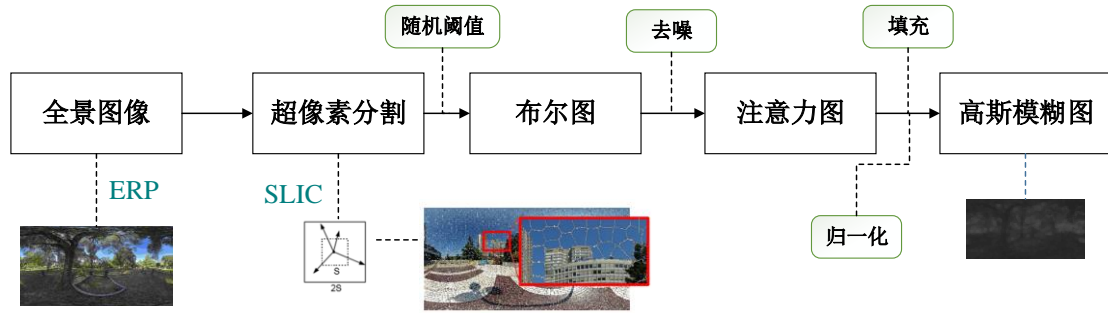 随机阈值
去噪
填充
全景图像
超像素分割
布尔图
注意力图
高斯模糊图
ERP
SLIC
归一化
S
2S